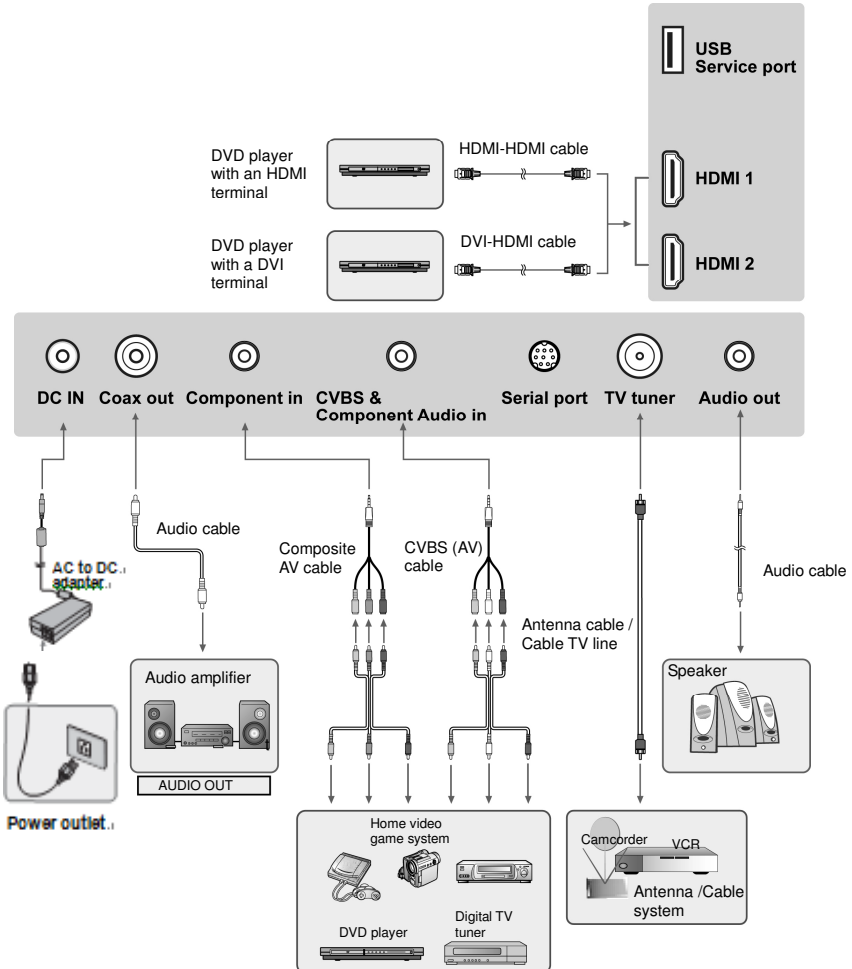 USB
Service port
DVD player
with an HDMI
terminal
HDMI-HDMI cable
HDMI 1
DVD player
with a DVI
terminal
DVI-HDMI cable
HDMI 2
DC IN
Coax out
Component in
CVBS &
Component Audio in
Serial port
TV tuner
Audio out
Audio cable
AC to DC
adapter
Composite
AV cable
CVBS (AV)
cable
Antenna cable /
Cable TV line
Audio cable
Audio amplifier
AUDIO OUT
Speaker
Power outlet
Home video
game system
DVD player
Digital TV
tuner
Camcorder
VCR
Antenna /Cable
system